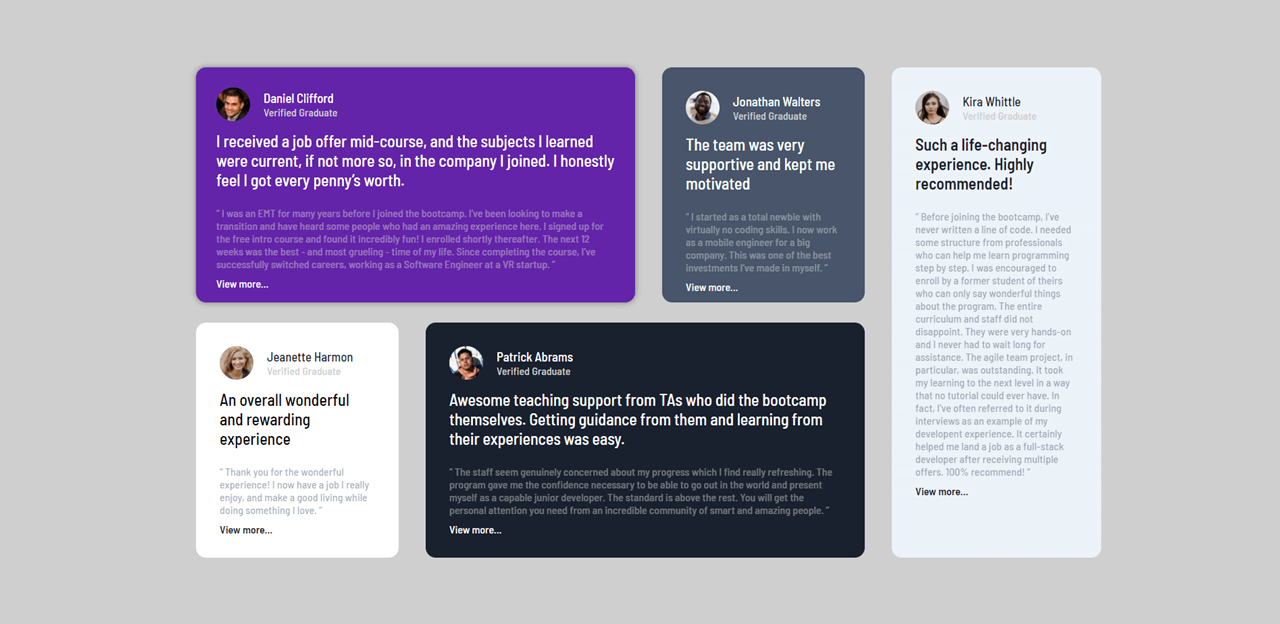 Daniel Clifford
Verified Graduate
I received a job offer mid-course, and the subjects I learned
were current, if not more so, in the company I joined. I honestly
feel I got every penny’s worth.
“ I was an EMT for many years before I joined the bootcamp. I’ve been looking to make a
transition and have heard some people who had an amazing experience here. I signed up for
the free intro course and found it incredibly fun! I enrolled shortly thereafter. The next 12
weeks was the best - and most grueling - time of my life. Since completing the course, I’ve
successfully switched careers, working as a Software Engineer at a VR startup. ”
View more...
Jonathan Walters
Verified Graduate
The team was very
supportive and kept me
motivated
“ I started as a total newbie with
virtually no coding skills. I now work
as a mobile engineer for a big
company. This was one of the best
investments I’ve made in myself. ”
View more...
Kira Whittle
Verified Graduate
Such a life-changing
experience. Highly
recommended!
“ Before joining the bootcamp, I’ve
never written a line of code. I needed
some structure from professionals
who can help me learn programming
step by step. I was encouraged to
enroll by a former student of theirs
who can only say wonderful things
about the program. The entire
curriculum and staff did not
disappoint. They were very hands-on
and I never had to wait long for
assistance. The agile team project, in
particular, was outstanding. It took
my learning to the next level in a way
that no tutorial could ever have. In
fact, I’ve often referred to it during
interviews as an example of my
developent experience. It certainly
helped me land a job as a full-stack
developer after receiving multiple
offers. 100% recommend! ”
View more...
Jeanette Harmon
Verified Graduate
An overall wonderful
and rewarding
experience
“ Thank you for the wonderful
experience! I now have a job I really
enjoy, and make a good living while
doing something I love. ”
View more...
Patrick Abrams
Verified Graduate
Awesome teaching support from TAs who did the bootcamp
themselves. Getting guidance from them and learning from
their experiences was easy.
“ The staff seem genuinely concerned about my progress which I find really refreshing. The
program gave me the confidence necessary to be able to go out in the world and present
myself as a capable junior developer. The standard is above the rest. You will get the
personal attention you need from an incredible community of smart and amazing people. ”
View more...